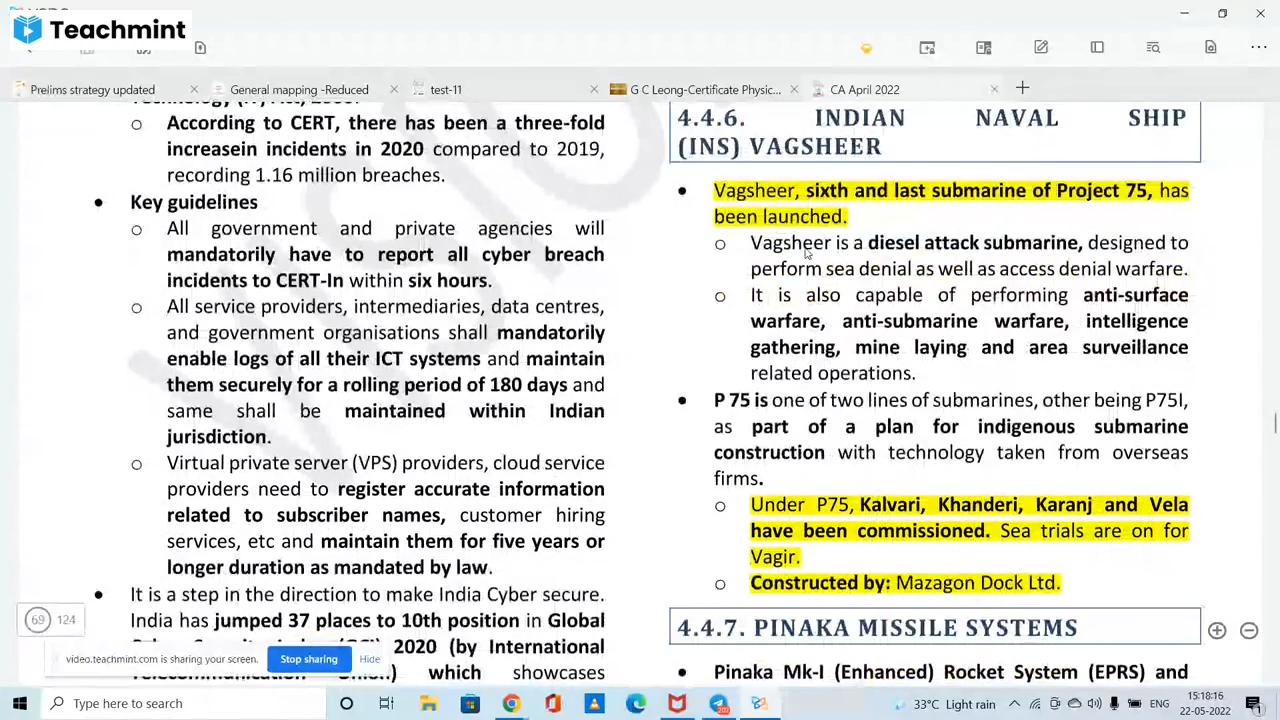 Teachmint
Prelims strategy updated
General mapping -Reduced
test-11
G C Leong-Certificate Physic...
CA April 2022
According to CERT, there has been a three-fold
increasein incidents in 2020 compared to 2019,
recording 1.16 million breaches.
Key guidelines
All government and private agencies will
mandatorily have to report all cyber breach
incidents to CERT-In within six hours.
All service providers, intermediaries, data centres,
and government organisations shall mandatorily
enable logs of all their ICT systems and maintain
them securely for a rolling period of 180 days and
same shall be maintained within Indian
jurisdiction.
Virtual private server (VPS) providers, cloud service
providers need to register accurate information
related to subscriber names, customer hiring
services, etc and maintain them for five years or
longer duration as mandated by law.
It is a step in the direction to make India Cyber secure.
India has jumped 37 places to 10th position in Global
2020 (by International
which showcases
4.4.6. INDIAN NAVAL SHIP
(INS) VAGSHEER
Vagsheer, sixth and last submarine of Project 75, has
been launched.
Vagsheer is a diesel attack submarine, designed to
perform sea denial as well as access denial warfare.
It is also capable of performing anti-surface
warfare, anti-submarine warfare, intelligence
gathering, mine laying and area surveillance
related operations.
P 75 is one of two lines of submarines, other being P75I,
as part of a plan for indigenous submarine
construction with technology taken from overseas
firms.
Under P75, Kalvari, Khanderi, Karanj and Vela
have been commissioned. Sea trials are on for
Vagir.
Constructed by: Mazagon Dock Ltd.
4.4.7. PINAKA MISSILE SYSTEMS
Pinaka Mk-I (Enhanced) Rocket System (EPRS) and
69 124
video.teachmint.com is sharing your screen. Stop sharing Hide
Type here to search
33°C Light rain
ENG
15:18:16
22-05-2022